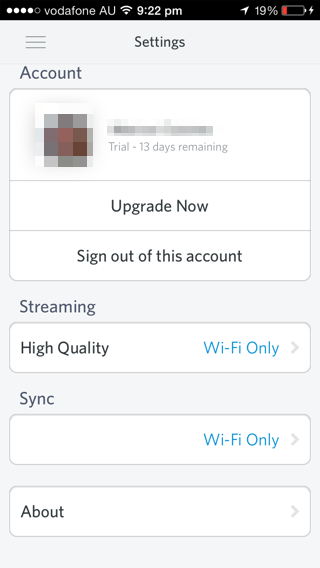 vodafone AU 9:22 pm 19%
Settings
Account
Trial - 13 days remaining
Upgrade Now
Sign out of this account
Streaming
High Quality Wi-Fi Only
Sync
Wi-Fi Only
About